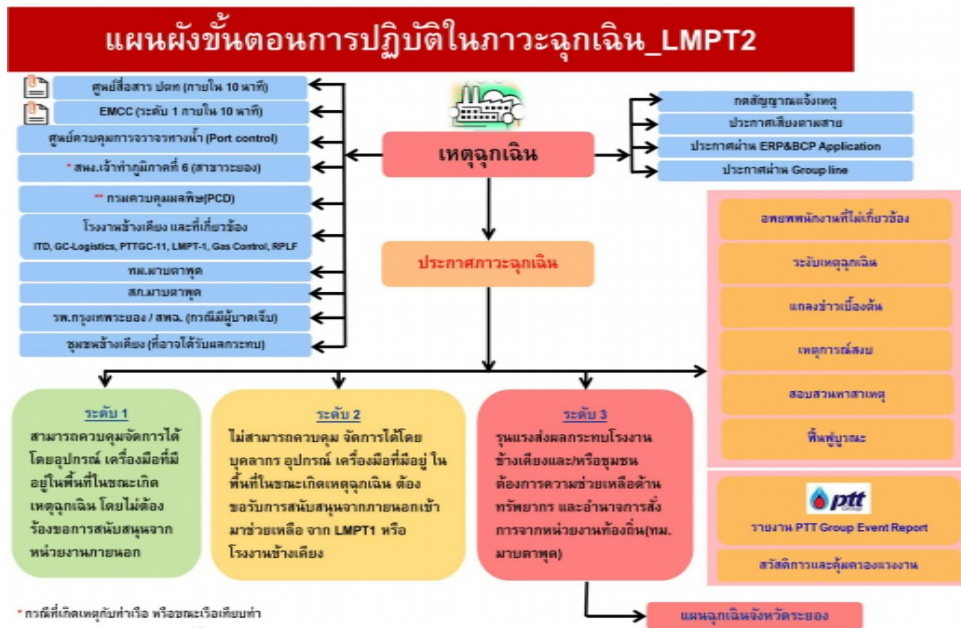 แผนผังขั้นตอนการปฏิบัติในภาวะฉุกเฉิน_LMPT2
ศูนย์สื่อสาร ปตท (ภายใน 10 นาที)
EMCC (ระดับ 1 ภายใน 10 นาที)
ศูนย์ควบคุมการจราจรทางน้ำ (Port control)
* สนง.เจ้าท่าภูมิภาคที่ 6 (สาขาระยอง)
** กรมควบคุมมลพิษ(PCD)
โรงงานข้างเคียง และที่เกี่ยวข้อง
ITD, GC-Logistics, PTTGC-11, LMPT-1, Gas Control, RPLF
ทม.มาบตาพุด
สภ.มาบตาพุด
รพ.กรุงเทพระยอง / สพฉ. (กรณีมีผู้บาดเจ็บ)
ชุมชนข้างเคียง (ที่อาจได้รับผลกระทบ)
เหตุฉุกเฉิน
ประกาศภาวะฉุกเฉิน
กดสัญญาณแจ้งเหตุ
ประกาศเสียงตามสาย
ประกาศผ่าน ERP&BCP Application
ประกาศผ่าน Group line
อพยพพนักงานที่ไม่เกี่ยวข้อง
ระงับเหตุฉุกเฉิน
แถลงข่าวเบื้องต้น
เหตุการณ์สงบ
สอบสวนหาสาเหตุ
ฟื้นฟูบูรณะ
ptt
Group
รายงาน PTT Group Event Report
สวัสดิการและคุ้มครองแรงงาน
ระดับ 1
สามารถควบคุมจัดการได้
โดยอุปกรณ์ เครื่องมือที่มี
อยู่ในพื้นที่ในขณะเกิด
เหตุฉุกเฉิน โดยไม่ต้อง
ร้องขอการสนับสนุนจาก
หน่วยงานภายนอก
ระดับ 2
ไม่สามารถควบคุม จัดการได้โดย
บุคลากร อุปกรณ์ เครื่องมือที่มีอยู่ ใน
พื้นที่ในขณะเกิดเหตุฉุกเฉิน ต้อง
ขอรับการสนับสนุนจากภายนอกเข้า
มาช่วยเหลือ จาก LMPT1 หรือ
โรงงานข้างเคียง
ระดับ 3
รุนแรงส่งผลกระทบโรงงาน
ข้างเคียงและ/หรือชุมชน
ต้องการความช่วยเหลือด้าน
ทรัพยากร และอำนาจการสั่ง
การจากหน่วยงานท้องถิ่น(ทม.
มาบตาพุด)
* กรณีที่เกิดเหตุกับท่าเรือ หรือขณะเรือเทียบท่า
แผนฉุกเฉินจังหวัดระยอง